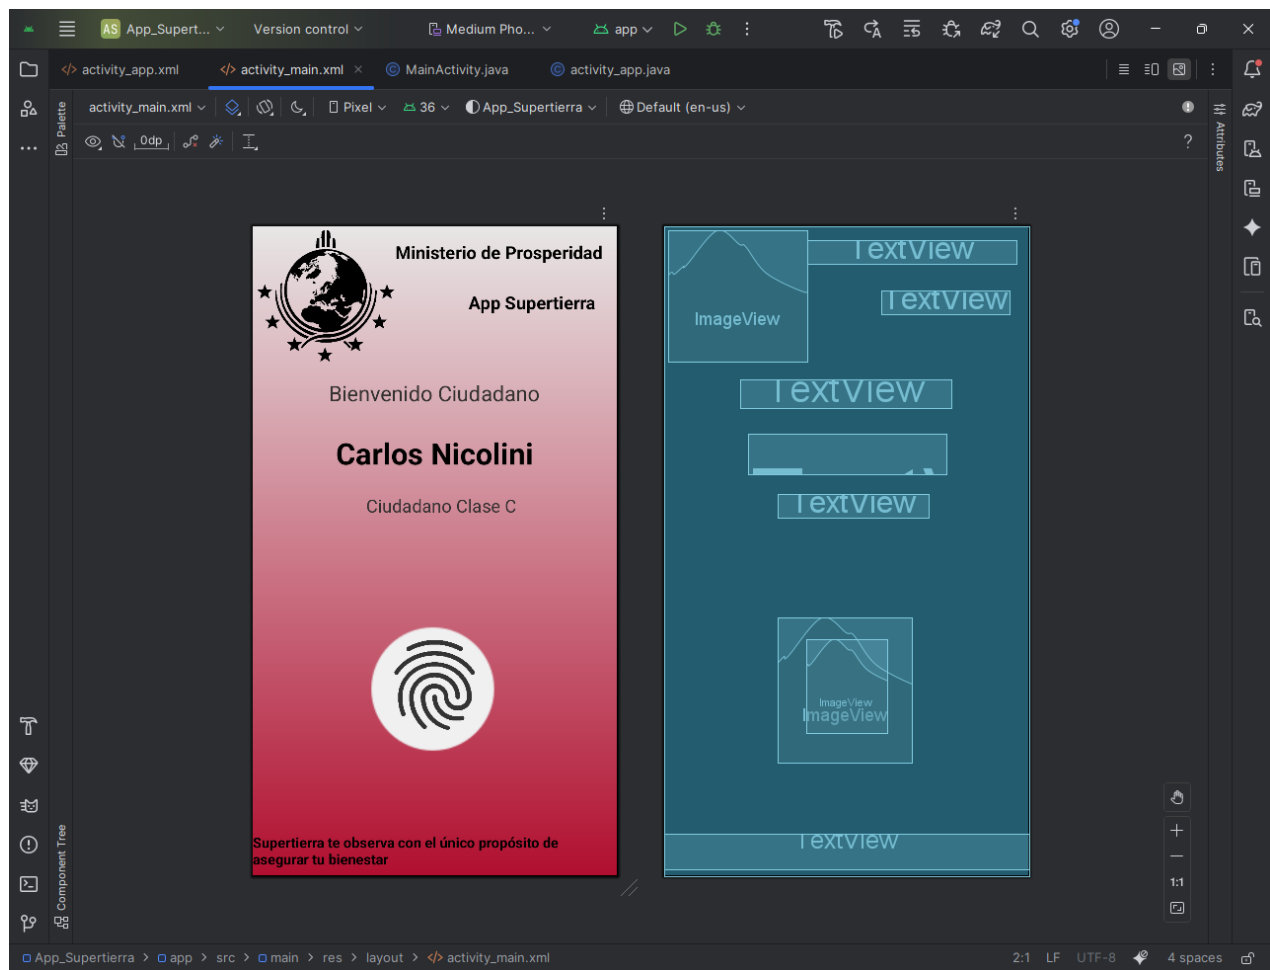 AS App_Supert... Version control Medium Pho... app
activity_app.xml activity_main.xml MainActivity.java activity_app.java
activity_main.xml Pixel 36 App_Supertierra Default (en-us)
0dp
Palette
Attributes
Ministerio de Prosperidad
App Supertierra
Bienvenido Ciudadano
Carlos Nicolini
Ciudadano Clase C
Supertierra te observa con el único propósito de
asegurar tu bienestar
TextView
TextView
ImageView
TextView
TextView
ImageView
ImageView
TextView
1:1
Component Tree
App_Supertierra > app > src > main > res > layout > activity_main.xml
2:1 LF UTF-8 4 spaces